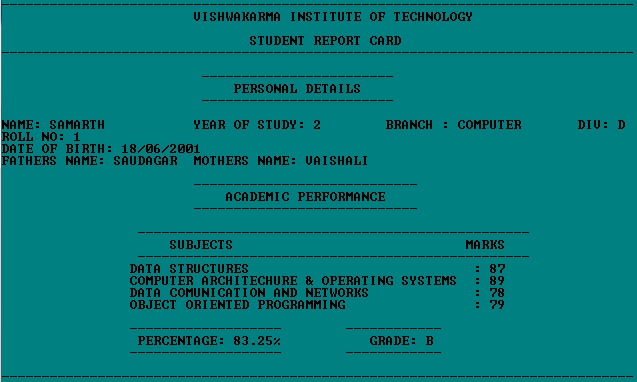 VISHWAKARMA INSTITUTE OF TECHNOLOGY
STUDENT REPORT CARD
PERSONAL DETAILS
NAME: SAMARTH YEAR OF STUDY: 2 BRANCH : COMPUTER DIV: D
ROLL NO: 1
DATE OF BIRTH: 18/06/2001
FATHERS NAME: SAUDAGAR MOTHERS NAME: VAISHALI
ACADEMIC PERFORMANCE
SUBJECTS MARKS
DATA STRUCTURES : 87
COMPUTER ARCHITECHURE & OPERATING SYSTEMS : 89
DATA COMUNICATION AND NETWORKS : 78
OBJECT ORIENTED PROGRAMMING : 79
PERCENTAGE: 83.25% GRADE: B